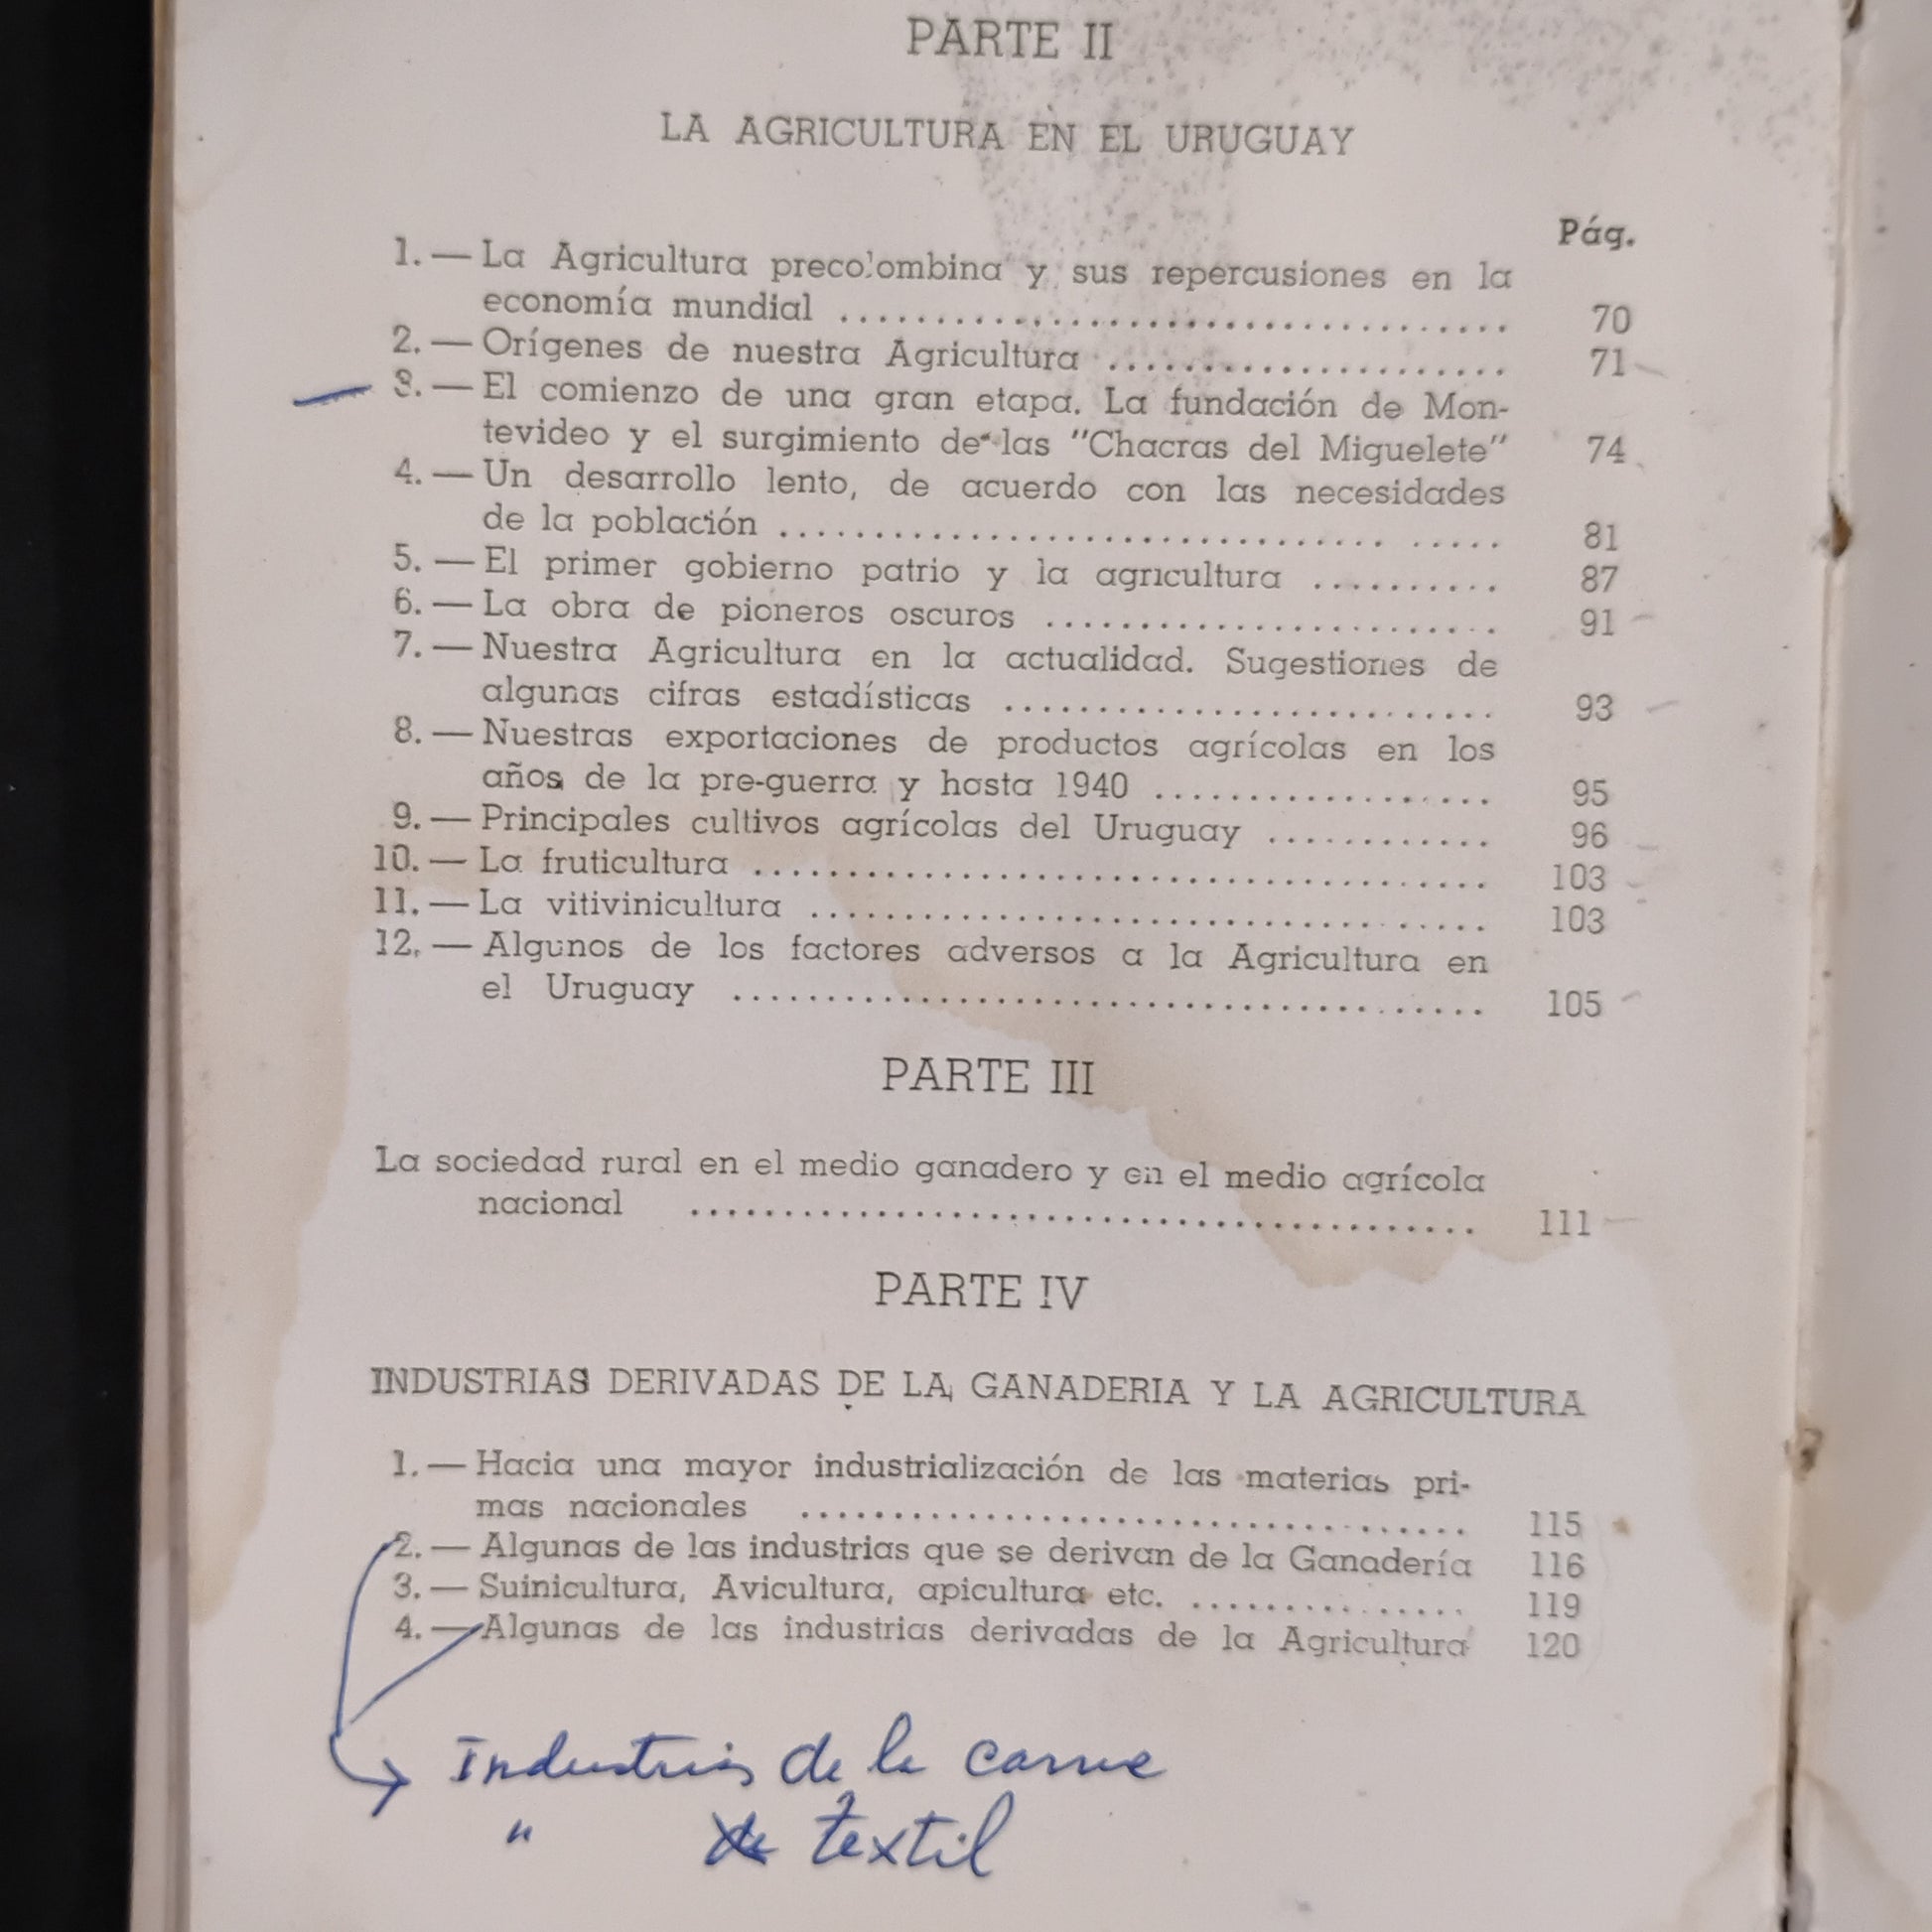 PARTE II
LA AGRICULTURA EN EL URUGUAY
Pág.
1. — La Agricultura precolombina y sus repercusiones en la
economía mundial .................................... 70
2. — Orígenes de nuestra Agricultura ...................... 71
3. — El comienzo de una gran etapa. La fundación de Mon-
tevideo y el surgimiento de las "Chacras del Miguelete" 74
4. — Un desarrollo lento, de acuerdo con las necesidades
de la población ...................................... 81
5. — El primer gobierno patrio y la agricultura .......... 87
6. — La obra de pioneros oscuros ........................ 91
7. — Nuestra Agricultura en la actualidad. Sugestiones de
algunas cifras estadísticas .......................... 93
8. — Nuestras exportaciones de productos agrícolas en los
años de la pre-guerra y hasta 1940 .................. 95
9. — Principales cultivos agrícolas del Uruguay ............ 96
10. — La fruticultura ....................................... 103
11. — La vitivinicultura .................................... 103
12. — Algunos de los factores adversos a la Agricultura en
el Uruguay ........................................ 105
PARTE III
La sociedad rural en el medio ganadero y en el medio agrícola
nacional .......................................... 111
PARTE IV
INDUSTRIAS DERIVADAS DE LA GANADERIA Y LA AGRICULTURA
1. — Hacia una mayor industrialización de las materias pri-
mas nacionales .................................... 115
2. — Algunas de las industrias que se derivan de la Ganadería 116
3. — Suinicultura, Avicultura, apicultura etc. ............... 119
4. — Algunas de las industrias derivadas de la Agricultura 120
Industrias de la carne
" textil